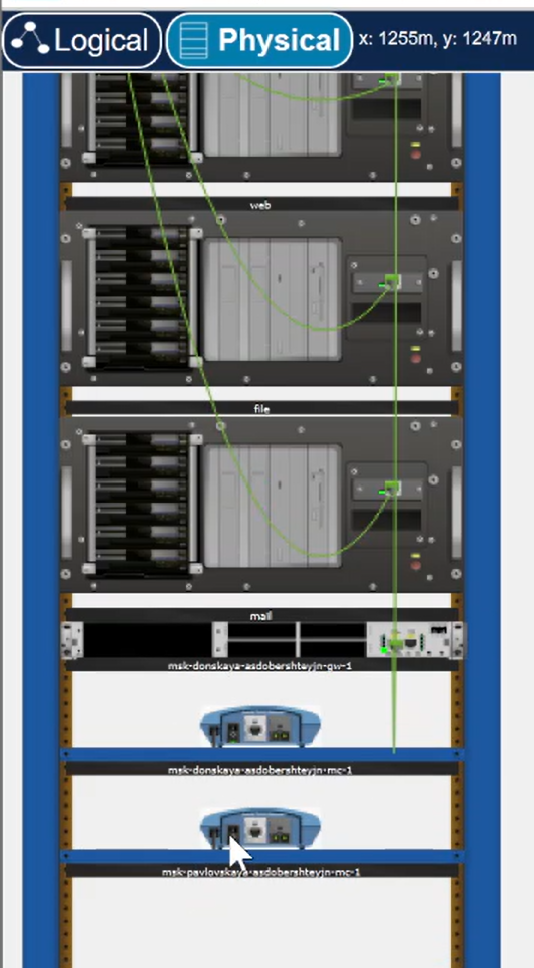 Logical
Physical
x: 1255m, y: 1247m
web
file
mail
msk-donskaya-asdobershteyjn-gw-1
msk-donskaya-asdobershteyjn-mc-1
msk-pavlovskaya-asdobershteyjn-mc-1